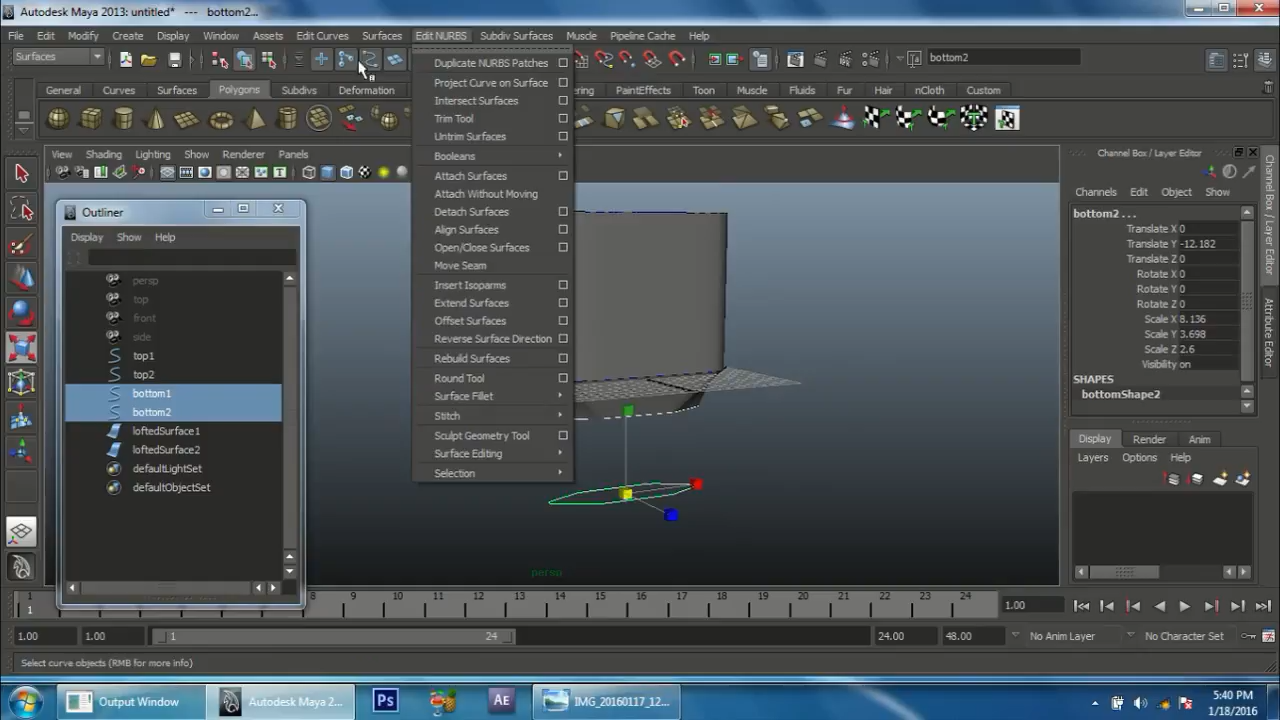 Autodesk Maya 2013: untitled* --- bottom2...
File Edit Modify Create Display Window Assets Edit Curves Surfaces Edit NURBS Subdiv Surfaces Muscle Pipeline Cache Help
Surfaces
bottom2
General Curves Surfaces Polygons Subdivs Deformation
PaintEffects Toon Muscle Fluids Fur Hair nCloth Custom
View Shading Lighting Show Renderer Panels
Outliner
Display Show Help
persp
top
front
side
top1
top2
bottom1
bottom2
loftedSurface1
loftedSurface2
defaultLightSet
defaultObjectSet
Duplicate NURBS Patches
Project Curve on Surface
Intersect Surfaces
Trim Tool
Untrim Surfaces
Booleans
Attach Surfaces
Attach Without Moving
Detach Surfaces
Align Surfaces
Open/Close Surfaces
Move Seam
Insert Isoparms
Extend Surfaces
Offset Surfaces
Reverse Surface Direction
Rebuild Surfaces
Round Tool
Surface Fillet
Stitch
Sculpt Geometry Tool
Surface Editing
Selection
persp
Channel Box / Layer Editor
Channels Edit Object Show
bottom2 ...
Translate X 0
Translate Y -12.182
Translate Z 0
Rotate X 0
Rotate Y 0
Rotate Z 0
Scale X 8.136
Scale Y 3.698
Scale Z 2.6
Visibility on
SHAPES
bottomShape2
Display Render Anim
Layers Options Help
Channel Box / Layer Editor
Attribute Editor
1 8 9 10 11 12 13 14 15 16 17 18 19 20 21 22 23 24
1
1.00
1.00 1.00 1 24 24.00 48.00 No Anim Layer No Character Set
Select curve objects (RMB for more info)
Output Window Autodesk Maya 2... Ps AE IMG_20160117_12...
5:40 PM
1/18/2016